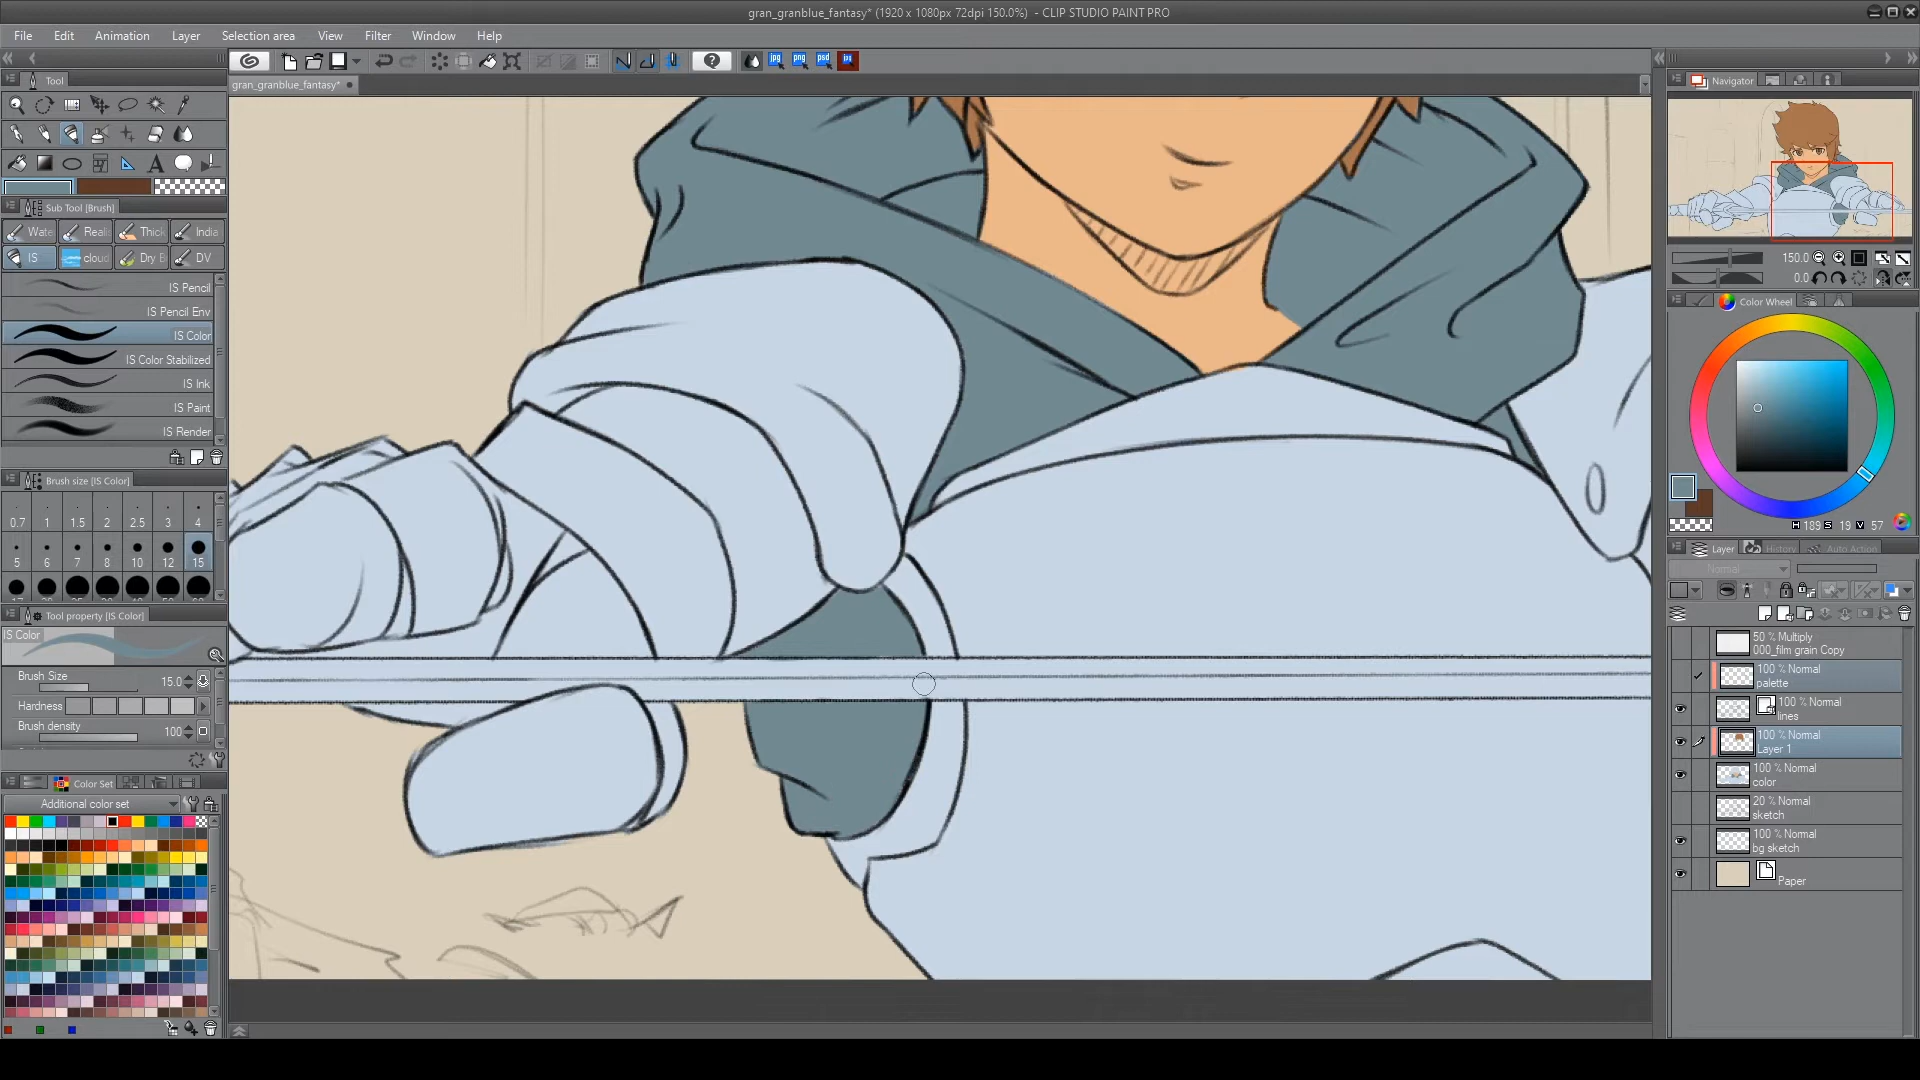 gran_granblue_fantasy* (1920 x 1080px 72dpi 150.0%) - CLIP STUDIO PAINT PRO
File Edit Animation Layer Selection area View Filter Window Help
jpg png psd
Tool
gran_granblue_fantasy*
Navigator
Sub Tool [Brush]
Wate Reali Thick India
IS cloud Dry B DV
150.0
0.0
IS Pencil
IS Pencil Env
IS Color
IS Color Stabilized
IS Ink
IS Paint
IS Render
Color Wheel
H 189 S 19 V 57
Brush size [IS Color]
0.7 1 1.5 2 2.5 3 4
5 6 7 8 10 12 15
Layer History Auto Action
Normal
Tool property [IS Color]
IS Color
Brush Size 15.0
Hardness
Brush density 100
50 % Multiply
000_film grain Copy
100 % Normal
palette
100 % Normal
lines
100 % Normal
Layer 1
100 % Normal
color
20 % Normal
sketch
100 % Normal
bg sketch
Paper
Color Set
Additional color set